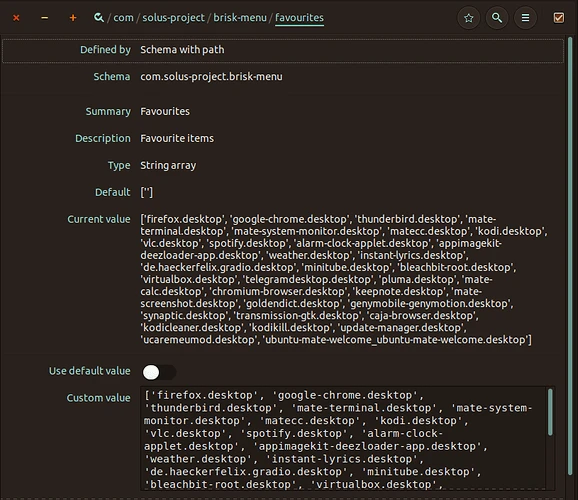 / com / solus-project / brisk-menu / favourites
Defined by Schema with path
Schema com.solus-project.brisk-menu
Summary Favourites
Description Favourite items
Type String array
Default ['']
Current value ['firefox.desktop', 'google-chrome.desktop', 'thunderbird.desktop', 'mate-
terminal.desktop', 'mate-system-monitor.desktop', 'matecc.desktop', 'kodi.desktop',
'vlc.desktop', 'spotify.desktop', 'alarm-clock-applet.desktop', 'appimagekit-
deezloader-app.desktop', 'weather.desktop', 'instant-lyrics.desktop',
'de.haeckerfelix.gradio.desktop', 'minitube.desktop', 'bleachbit-root.desktop',
'virtualbox.desktop', 'telegramdesktop.desktop', 'pluma.desktop', 'mate-
calc.desktop', 'chromium-browser.desktop', 'keepnote.desktop', 'mate-
screenshot.desktop', 'goldendict.desktop', 'genymobile-genymotion.desktop',
'synaptic.desktop', 'transmission-gtk.desktop', 'caja-browser.desktop',
'kodicleaner.desktop', 'kodikill.desktop', 'update-manager.desktop',
'ucaremeumod.desktop', 'ubuntu-mate-welcome_ubuntu-mate-welcome.desktop']
Use default value
Custom value ['firefox.desktop', 'google-chrome.desktop',
'thunderbird.desktop', 'mate-terminal.desktop', 'mate-system-
monitor.desktop', 'matecc.desktop', 'kodi.desktop',
'vlc.desktop', 'spotify.desktop', 'alarm-clock-
applet.desktop', 'appimagekit-deezloader-app.desktop',
'weather.desktop', 'instant-lyrics.desktop',
'de.haeckerfelix.gradio.desktop', 'minitube.desktop',
'bleachbit-root.desktop', 'virtualbox.desktop',